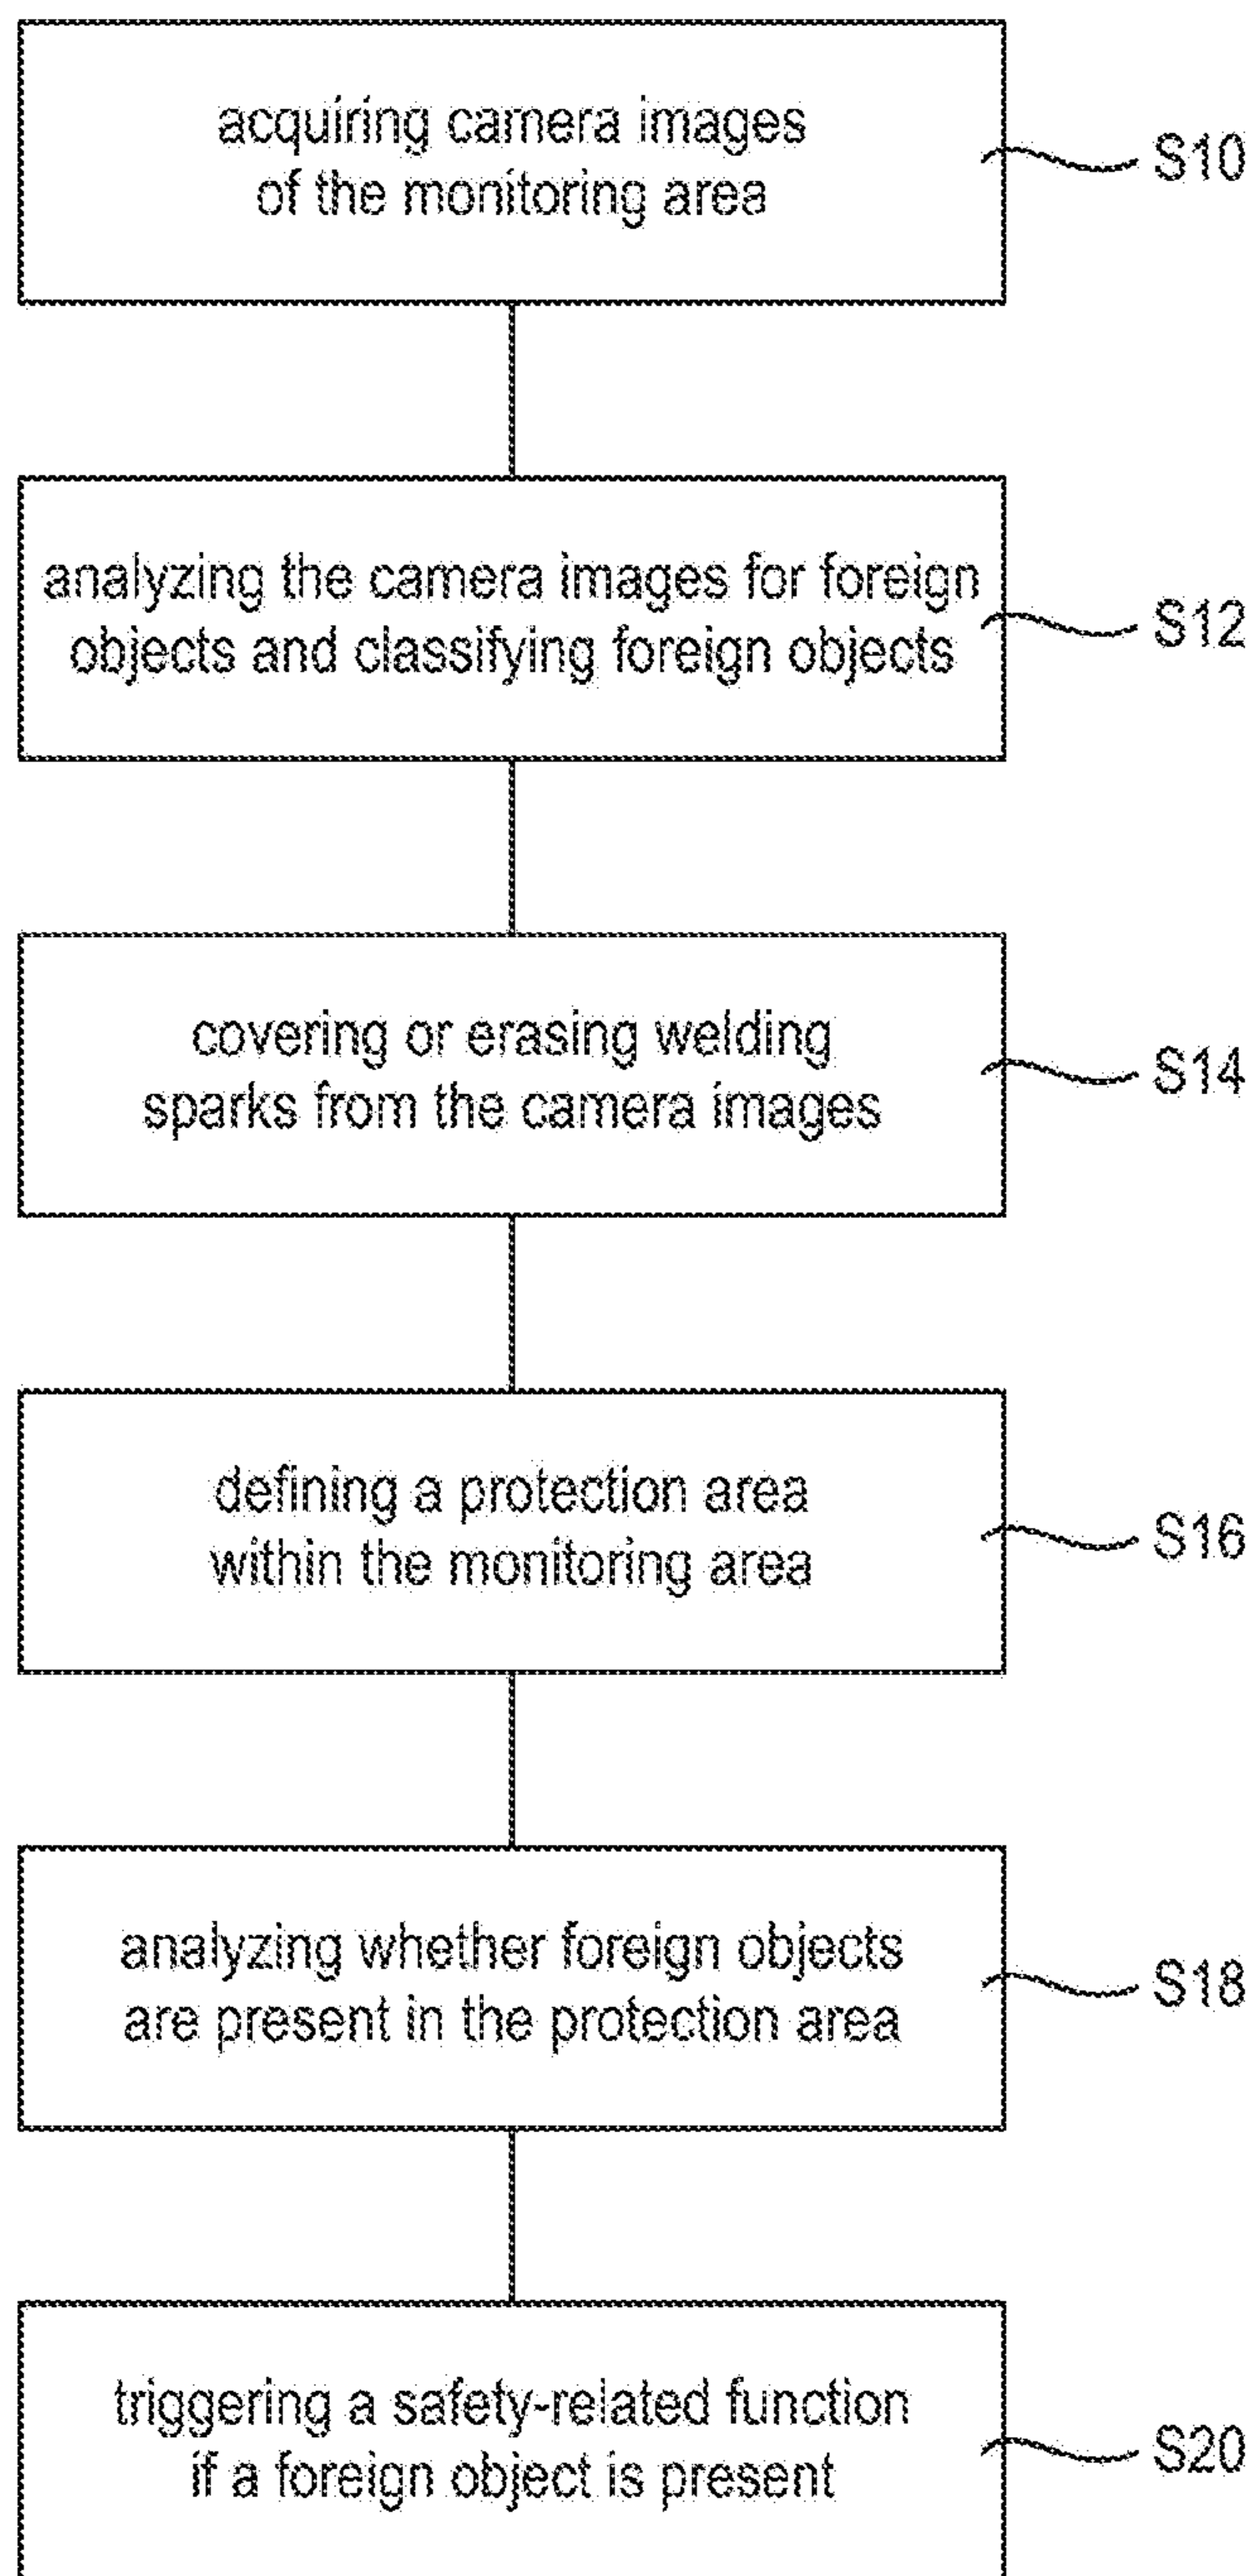 acquiring camera images
of the monitoring area
S10
analyzing the camera images for foreign
objects and classifying foreign objects
S12
covering or erasing welding
sparks from the camera images
S14
defining a protection area
within the monitoring area
S16
analyzing whether foreign objects
are present in the protection area
S18
triggering a safety-related function
if a foreign object is present
S20